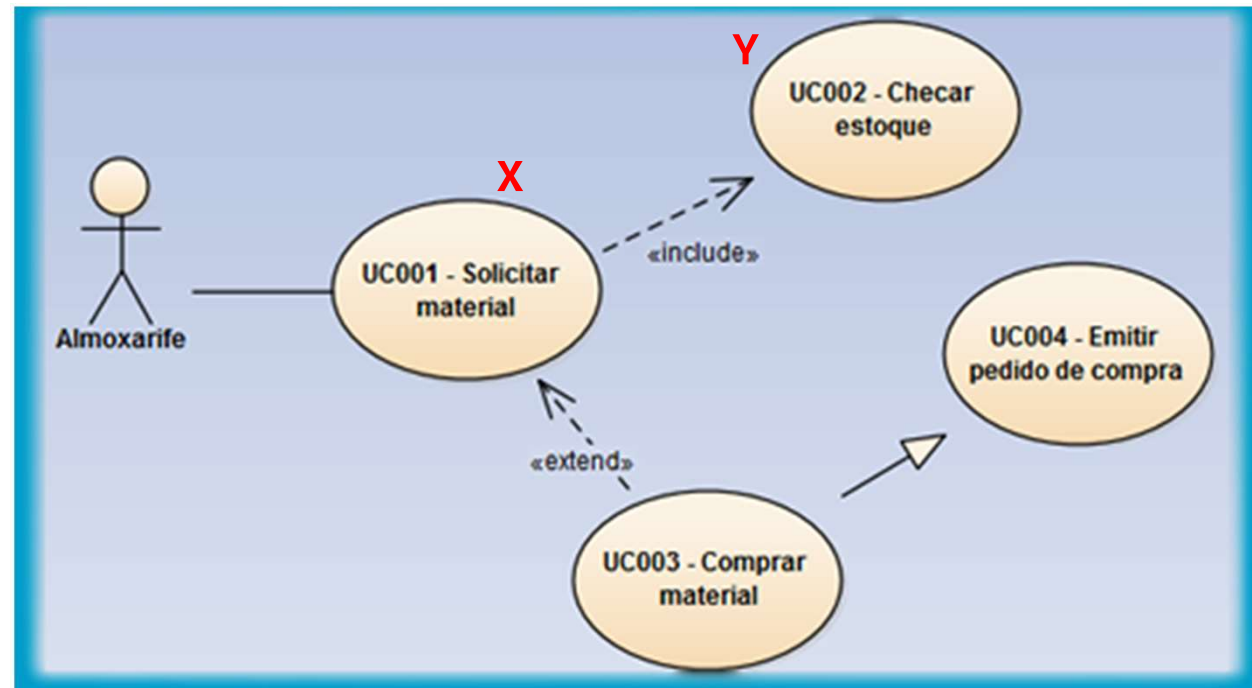 Y
UC002 - Checar
estoque
X
UC001 - Solicitar
material
«include»
Almoxarife
UC004 - Emitir
pedido de compra
«extend»
UC003 - Comprar
material